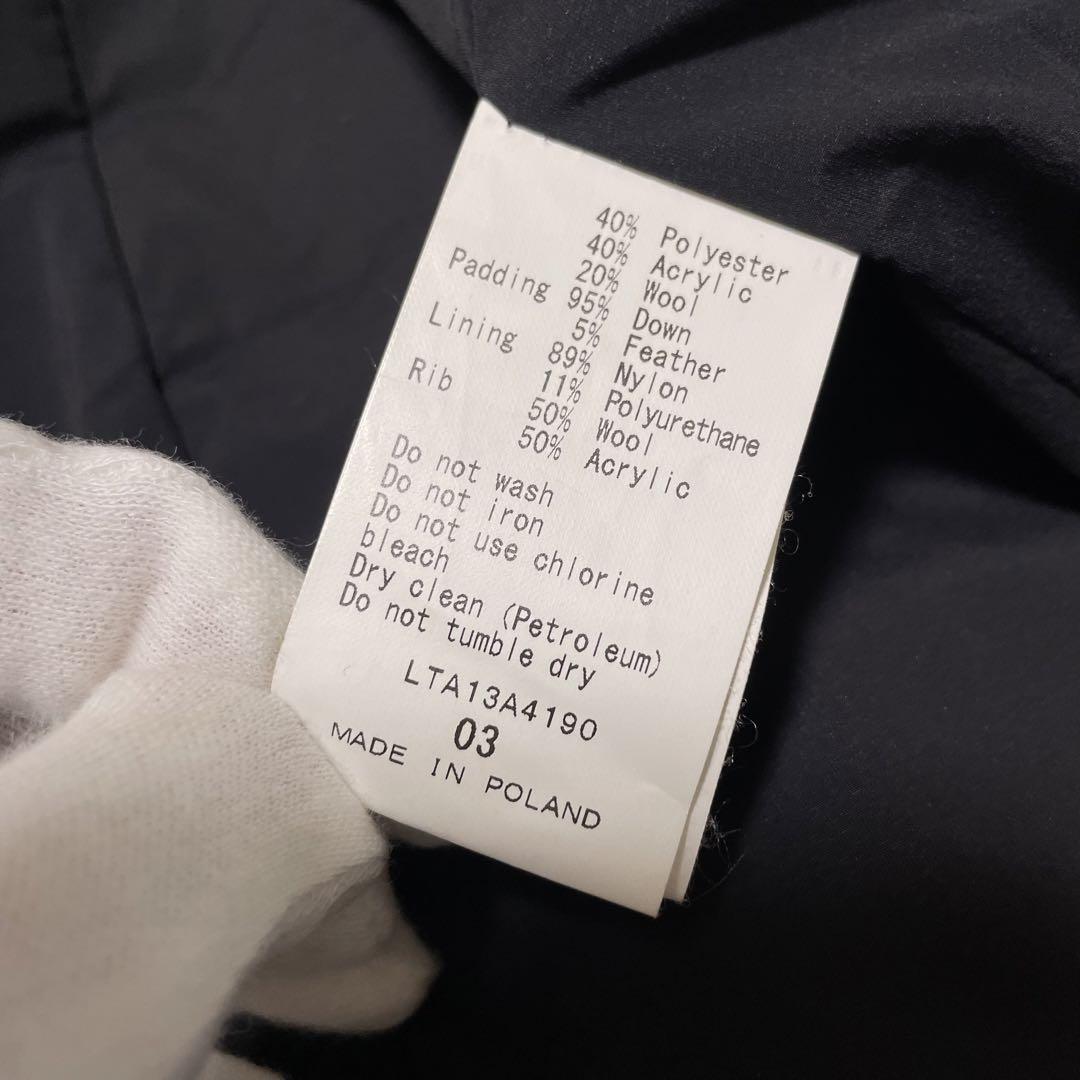 40% Polyester
40% Acrylic
20% Wool
Padding 95% Down
5% Feather
Lining 89% Nylon
11% Polyurethane
Rib 50% Wool
50% Acrylic
Do not wash
Do not iron
Do not use chlorine
bleach
Dry clean (Petroleum)
Do not tumble dry
LTA13A4190
03
MADE IN POLAND